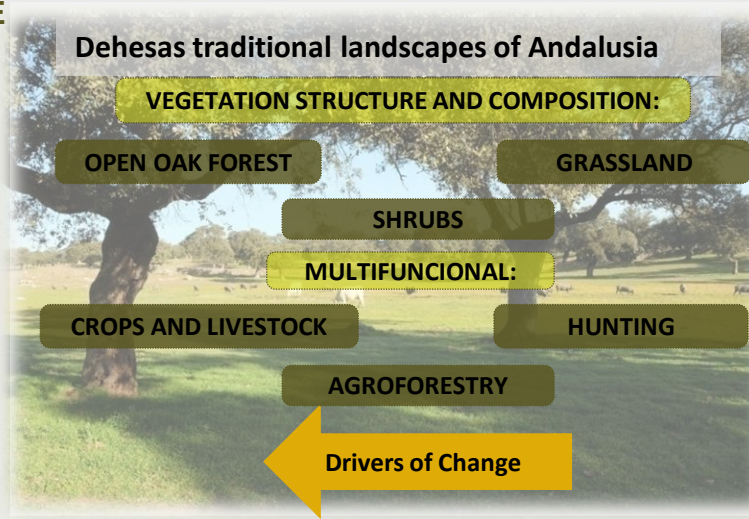 E
Dehesas traditional landscapes of Andalusia
VEGETATION STRUCTURE AND COMPOSITION:
OPEN OAK FOREST
GRASSLAND
SHRUBS
MULTIFUNCIONAL:
CROPS AND LIVESTOCK
HUNTING
AGROFORESTRY
Drivers of Change